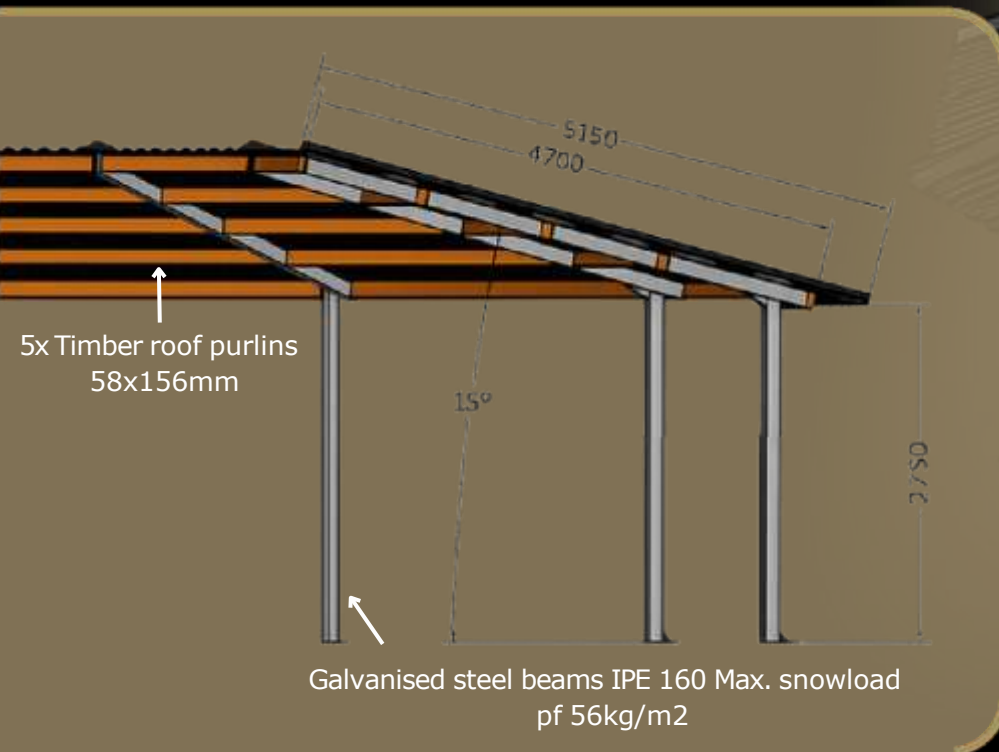 5150
4700
5x Timber roof purlins
58x156mm
15°
2750
Galvanised steel beams IPE 160 Max. snowload
pf 56kg/m2